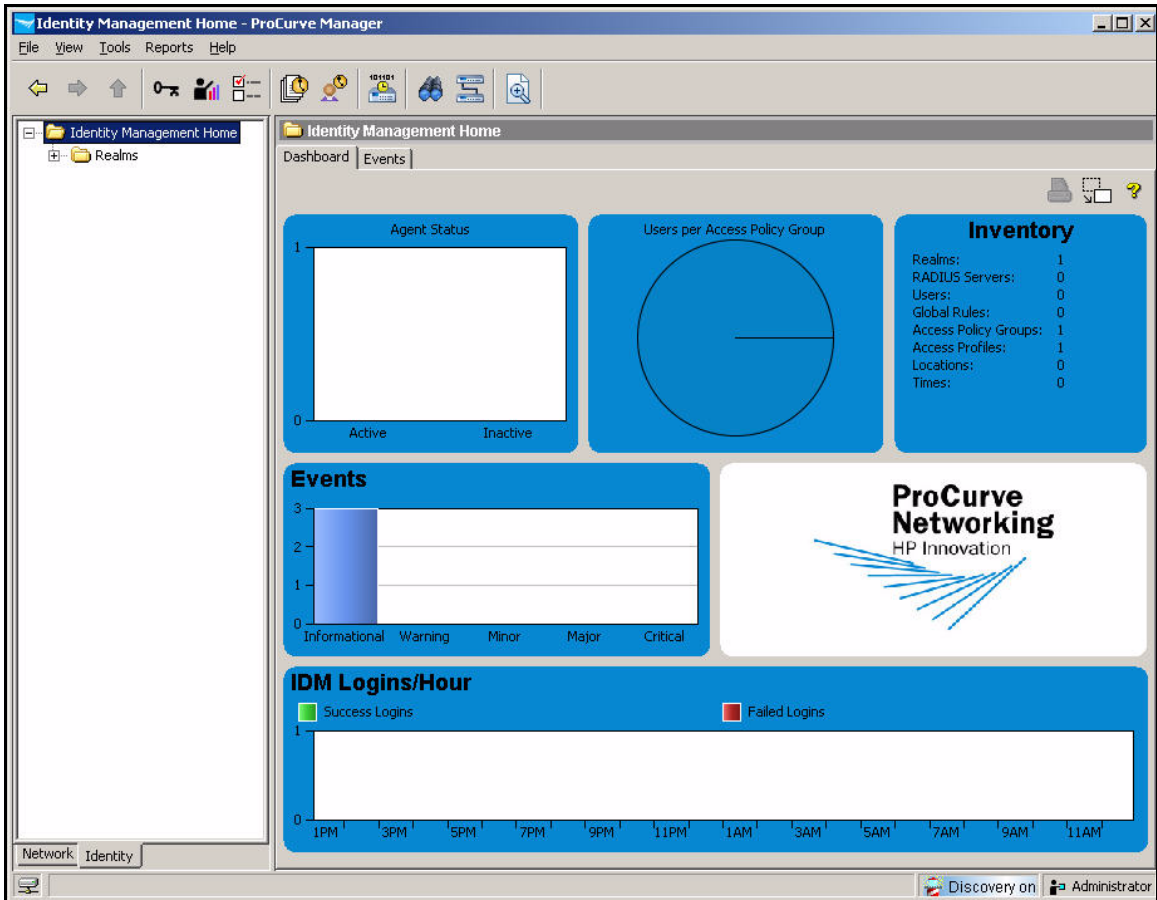 Identity Management Home - ProCurve Manager
File View Tools Reports Help
101101
Identity Management Home
Realms
Identity Management Home
Dashboard Events
?
Agent Status
1
0
Active Inactive
Users per Access Policy Group
Inventory
Realms: 1
RADIUS Servers: 0
Users: 0
Global Rules: 0
Access Policy Groups: 1
Access Profiles: 1
Locations: 0
Times: 0
Events
3
2
1
0
Informational Warning Minor Major Critical
ProCurve
Networking
HP Innovation
IDM Logins/Hour
Success Logins Failed Logins
1
0
1PM 3PM 5PM 7PM 9PM 11PM 1AM 3AM 5AM 7AM 9AM 11AM
Network Identity
Discovery on Administrator